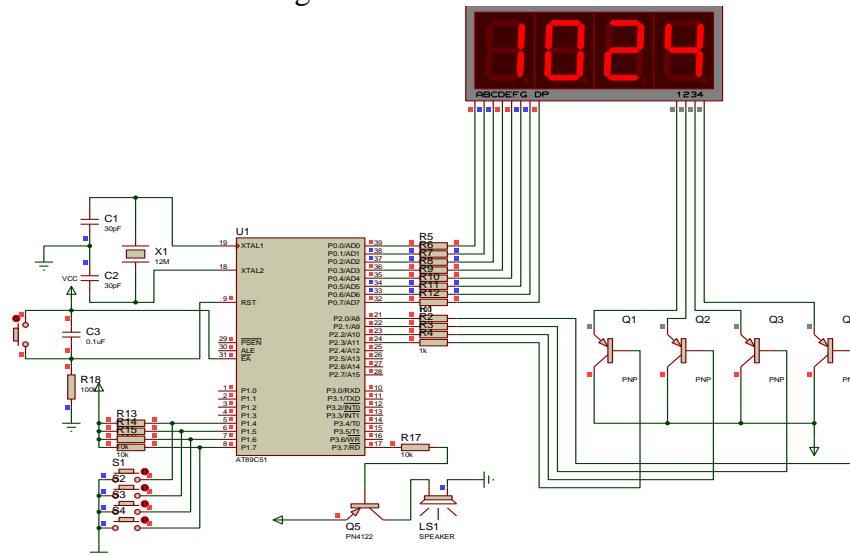 g
1024
ABCDEFG DP
1234
U1
C1
30pF
X1
12M
C2
30pF
VCC
C3
0.1uF
R18
19
XTAL1
18
XTAL2
9
RST
29
PSEN
30
ALE
31
EA
1
P1.0
2
P1.1
3
P1.2
4
P1.3
5
P1.4
6
P1.5
7
P1.6
8
P1.7
AT89C51
P0.0/AD0
39
P0.1/AD1
38
P0.2/AD2
37
P0.3/AD3
36
P0.4/AD4
35
P0.5/AD5
34
P0.6/AD6
33
P0.7/AD7
32
P2.0/A8
21
P2.1/A9
22
P2.2/A10
23
P2.3/A11
24
P2.4/A12
25
P2.5/A13
26
P2.6/A14
27
P2.7/A15
28
P3.0/RXD
10
P3.1/TXD
11
P3.2/INT0
12
P3.3/INT1
13
P3.4/T0
14
P3.5/T1
15
P3.6/WR
16
P3.7/RD
17
R5
R6
R7
R8
R9
R10
R11
R12
R2
R3
R4
1k
Q1
PNP
Q2
PNP
Q3
PNP
PNP
R13
R14
R15
10k
10k
S1
S2
S3
S4
R17
10k
Q5
PN4122
LS1
SPEAKER